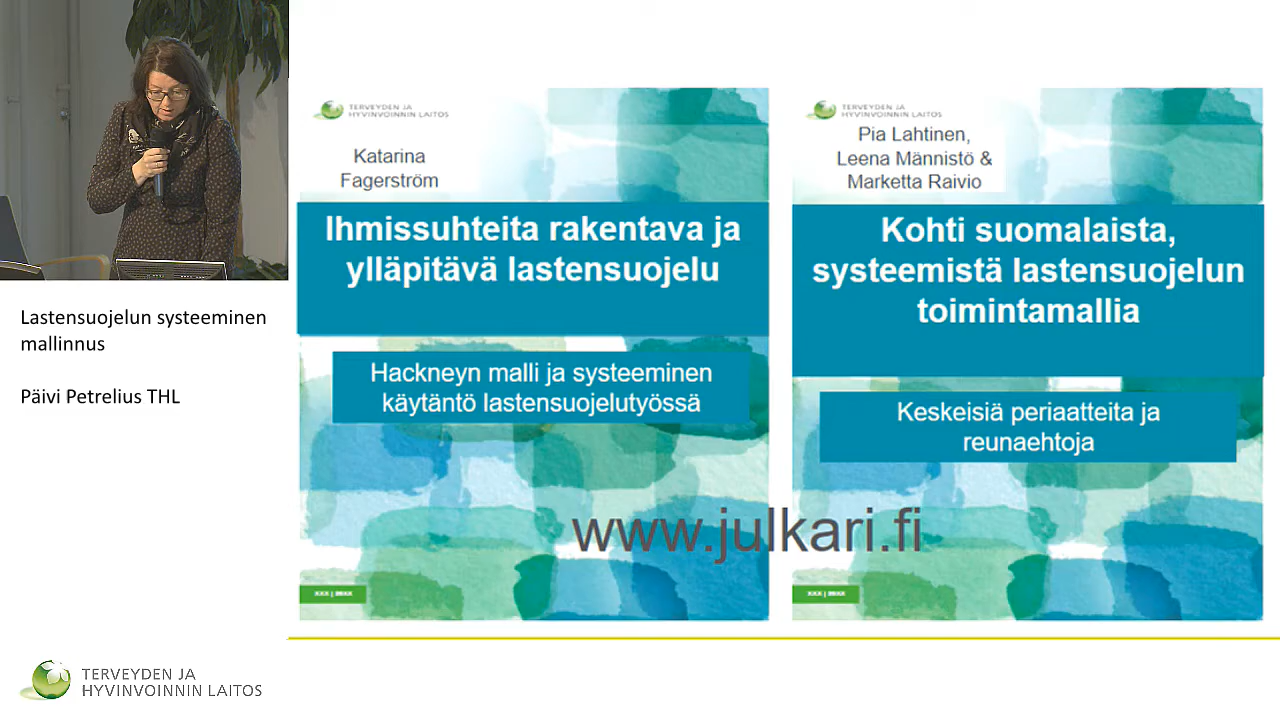 Lastensuojelun systeeminen
mallinnus
Päivi Petrelius THL
TERVEYDEN JA
HYVINVOINNIN LAITOS
TERVEYDEN JA
HYVINVOINNIN LAITOS
Katarina
Fagerström
Ihmissuhteita rakentava ja
ylläpitävä lastensuojelu
Hackneyn malli ja systeeminen
käytäntö lastensuojelutyössä
TERVEYDEN JA
HYVINVOINNIN LAITOS
Pia Lahtinen,
Leena Männistö &
Marketta Raivio
Kohti suomalaista,
systeemistä lastensuojelun
toimintamallia
Keskeisiä periaatteita ja
reunaehtoja
www.julkari.fi